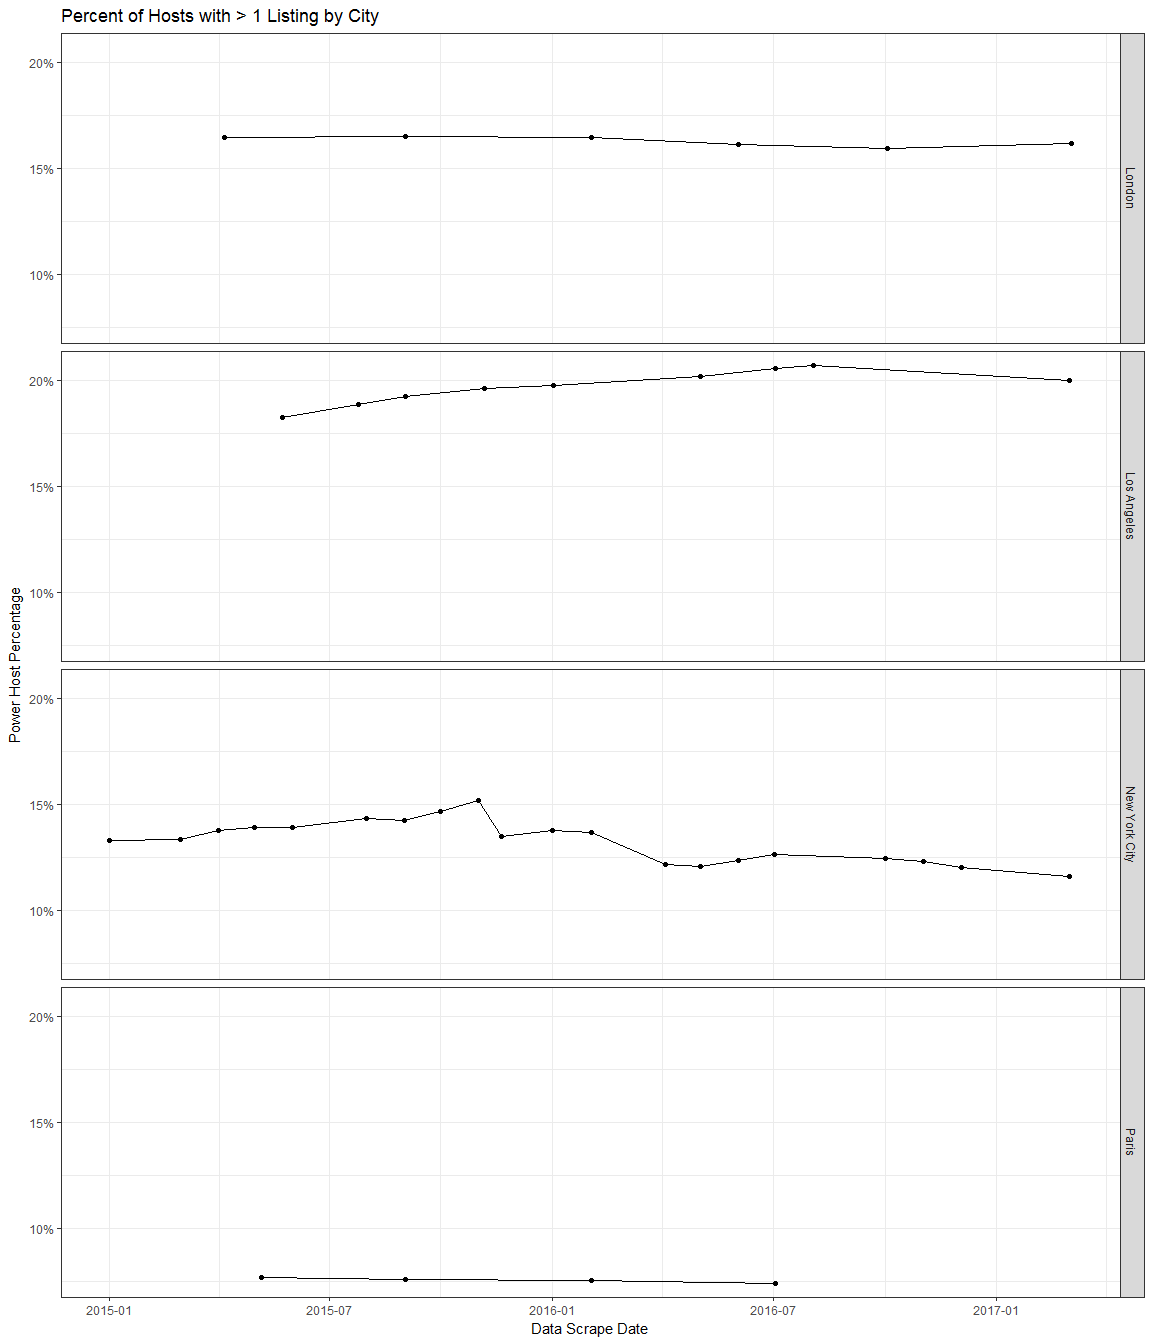 Percent of Hosts with > 1 Listing by City
20%
15%
10%
London
20%
15%
10%
Los Angeles
Power Host Percentage
20%
15%
10%
New York City
20%
15%
10%
Paris
2015-01 2015-07 2016-01 2016-07 2017-01
Data Scrape Date